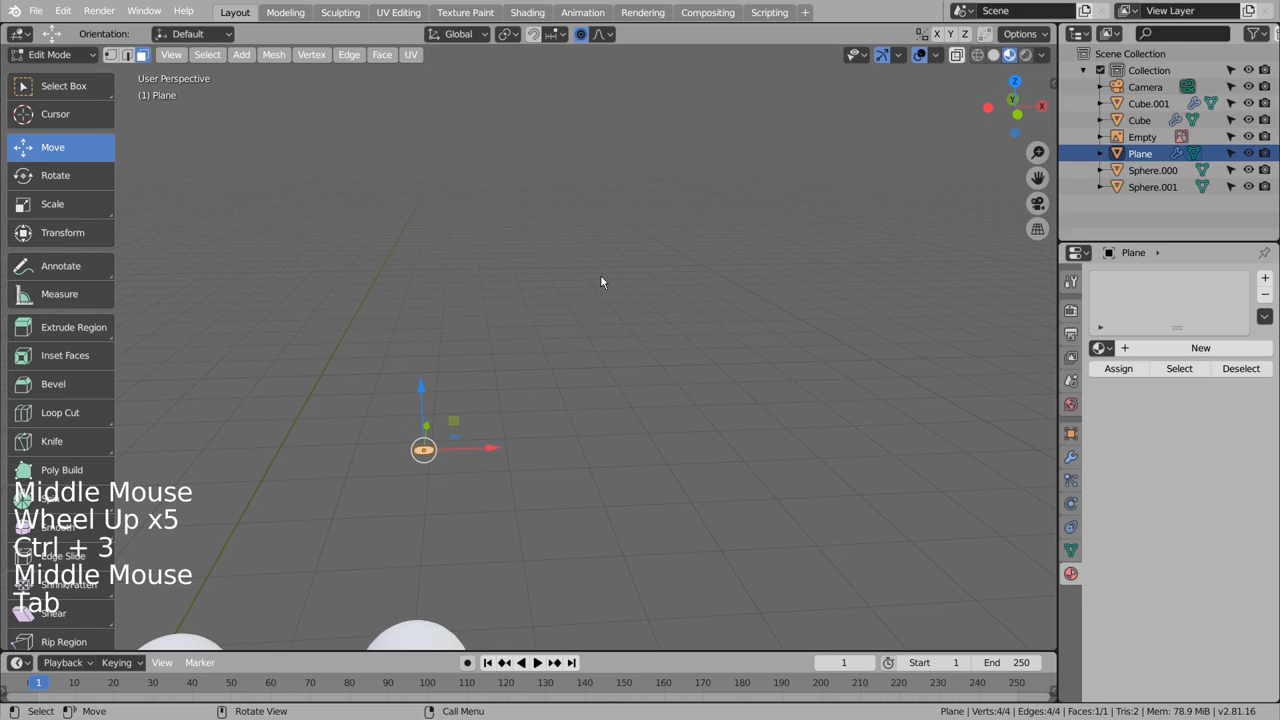 File Edit Render Window Help Layout Modeling Sculpting UV Editing Texture Paint Shading Animation Rendering Compositing Scripting + Scene View Layer
Orientation: Default Global X Y Z Options
Edit Mode View Select Add Mesh Vertex Edge Face UV
User Perspective
(1) Plane
Z
Y
X
Select Box
Cursor
Move
Rotate
Scale
Transform
Annotate
Measure
Extrude Region
Inset Faces
Bevel
Loop Cut
Knife
Poly Build
Smooth
Edge Slide
Shrink/Fatten
Shear
Rip Region
Middle Mouse
Wheel Up x5
Ctrl + 3
Middle Mouse
Tab
Scene Collection
Collection
Camera
Cube.001
Cube
Empty
Plane
Sphere.000
Sphere.001
Plane
+ New
Assign Select Deselect
Playback Keying View Marker 1 Start 1 End 250
1 10 20 30 40 50 60 70 80 90 100 110 120 130 140 150 160 170 180 190 200 210 220 230 240 250
Select Move Rotate View Call Menu Plane | Verts:4/4 | Edges:4/4 | Faces:1/1 | Tris:2 | Mem: 78.9 MiB | v2.81.16